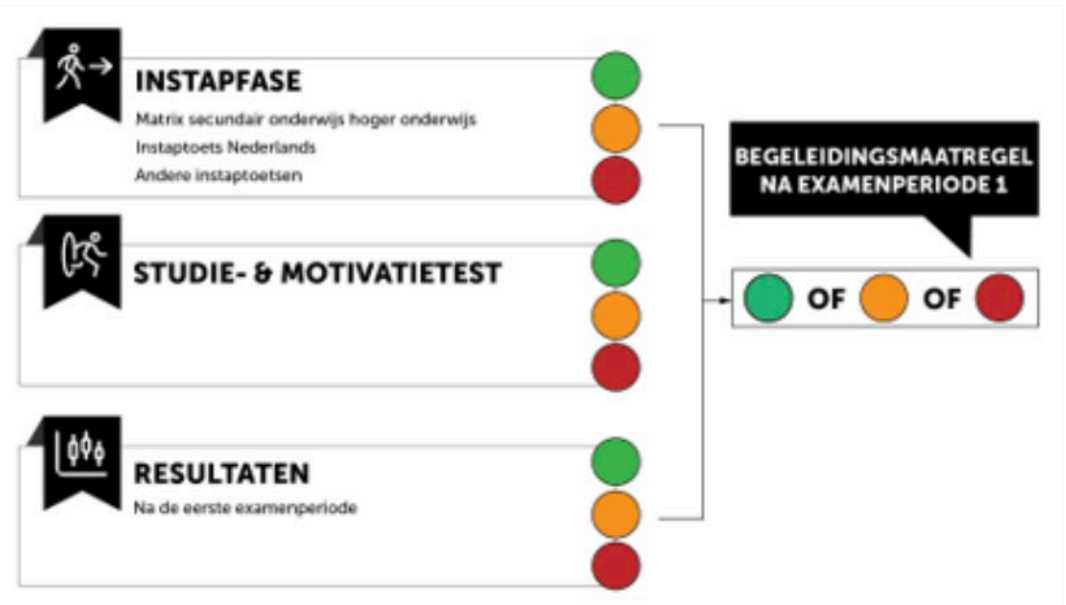 INSTAPFASE
Matrix secundair onderwijs hoger onderwijs
Instaptoets Nederlands
Andere instaptoetsen
STUDIE- & MOTIVATIETEST
RESULTATEN
Na de eerste examenperiode
BEGELEIDINGSMAATREGEL
NA EXAMENPERIODE 1
OF OF